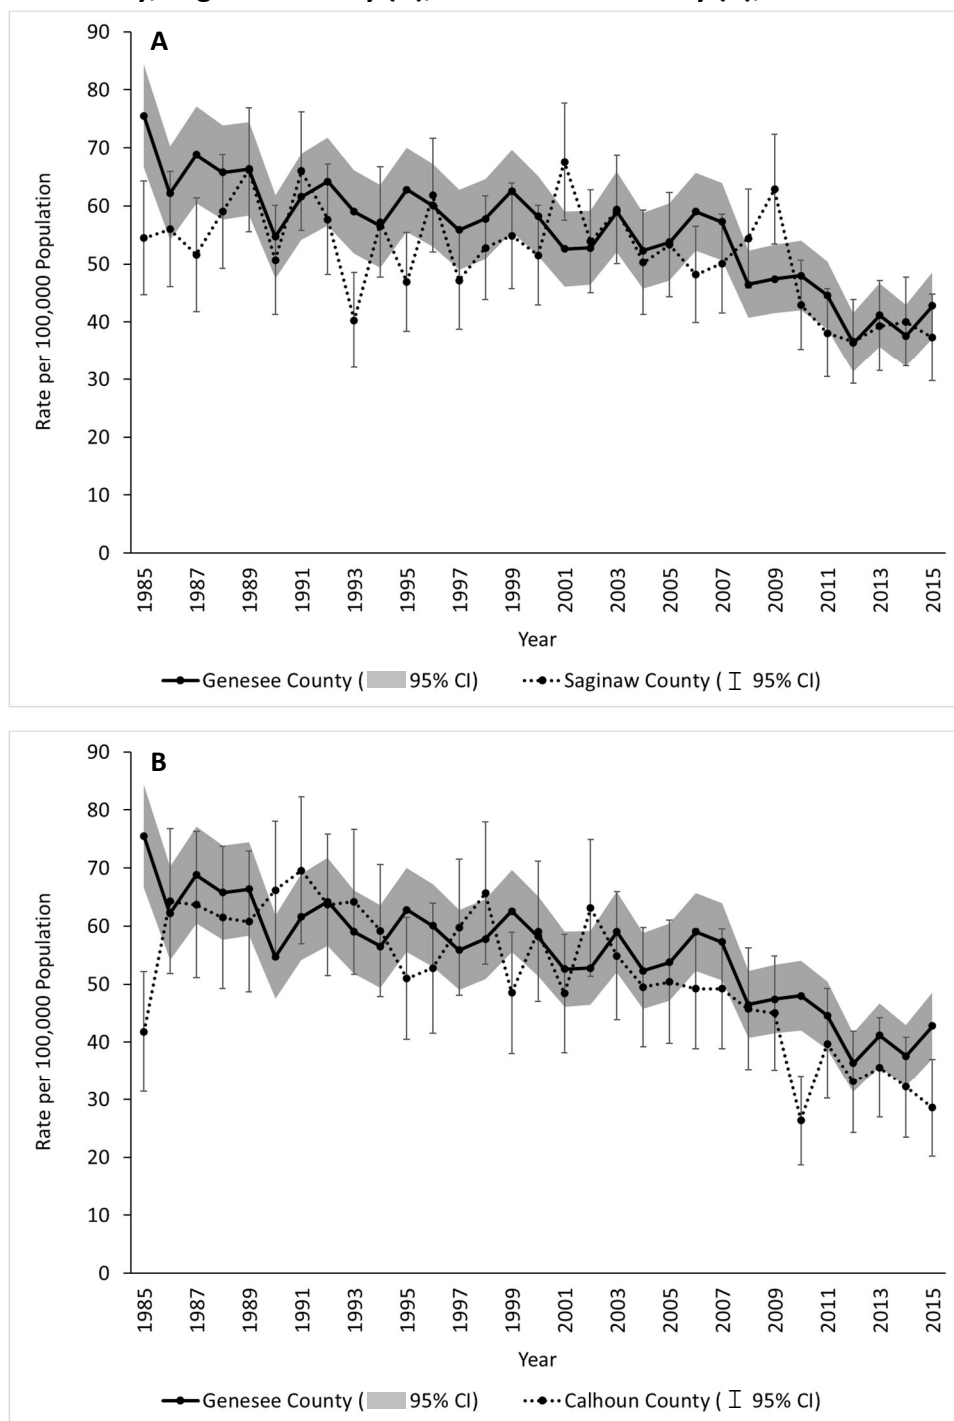 A
90
80
70
60
50
40
30
20
10
0
Rate per 100,000 Population
1985 1987 1989 1991 1993 1995 1997 1999 2001 2003 2005 2007 2009 2011 2013 2015
Year
Genesee County ( 95% CI) Saginaw County ( 95% CI)
B
90
80
70
60
50
40
30
20
10
0
Rate per 100,000 Population
1985 1987 1989 1991 1993 1995 1997 1999 2001 2003 2005 2007 2009 2011 2013 2015
Year
Genesee County ( 95% CI) Calhoun County ( 95% CI)